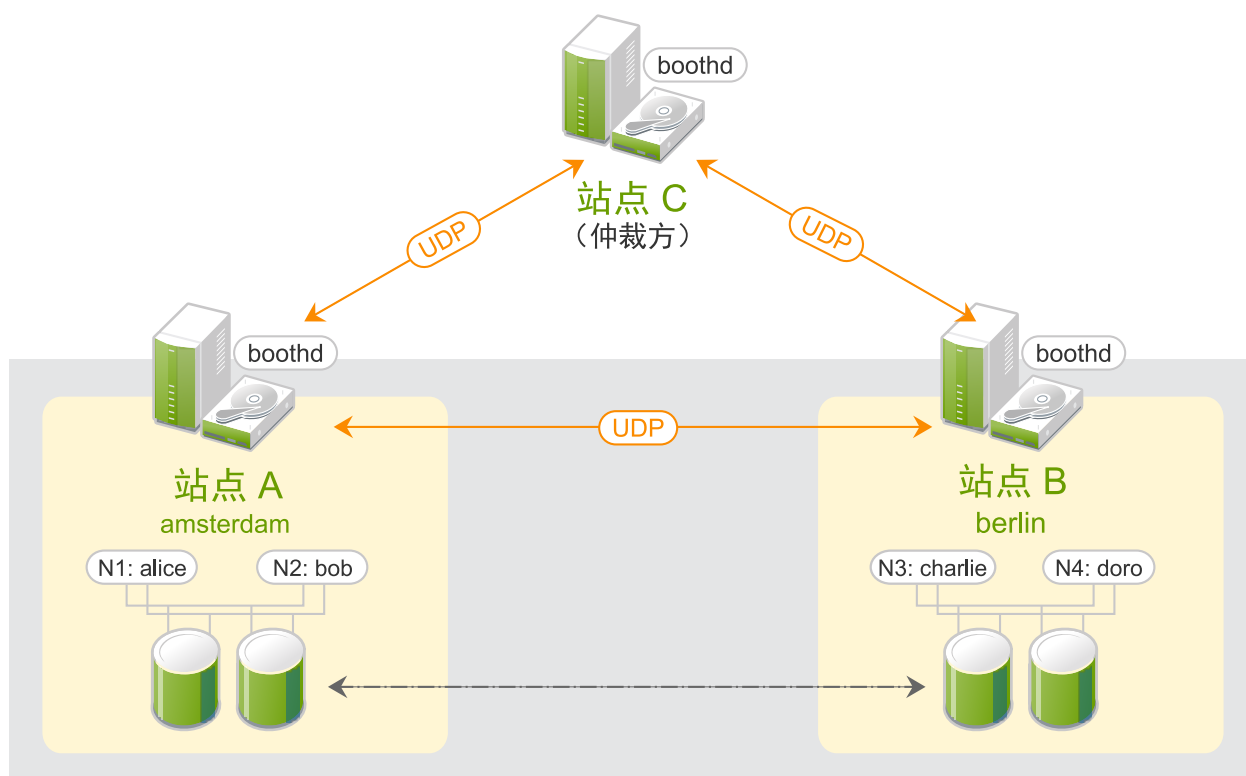 boothd
站点 C
（仲裁方）
UDP
UDP
boothd
boothd
UDP
站点 A
amsterdam
站点 B
berlin
N1: alice
N2: bob
N3: charlie
N4: doro